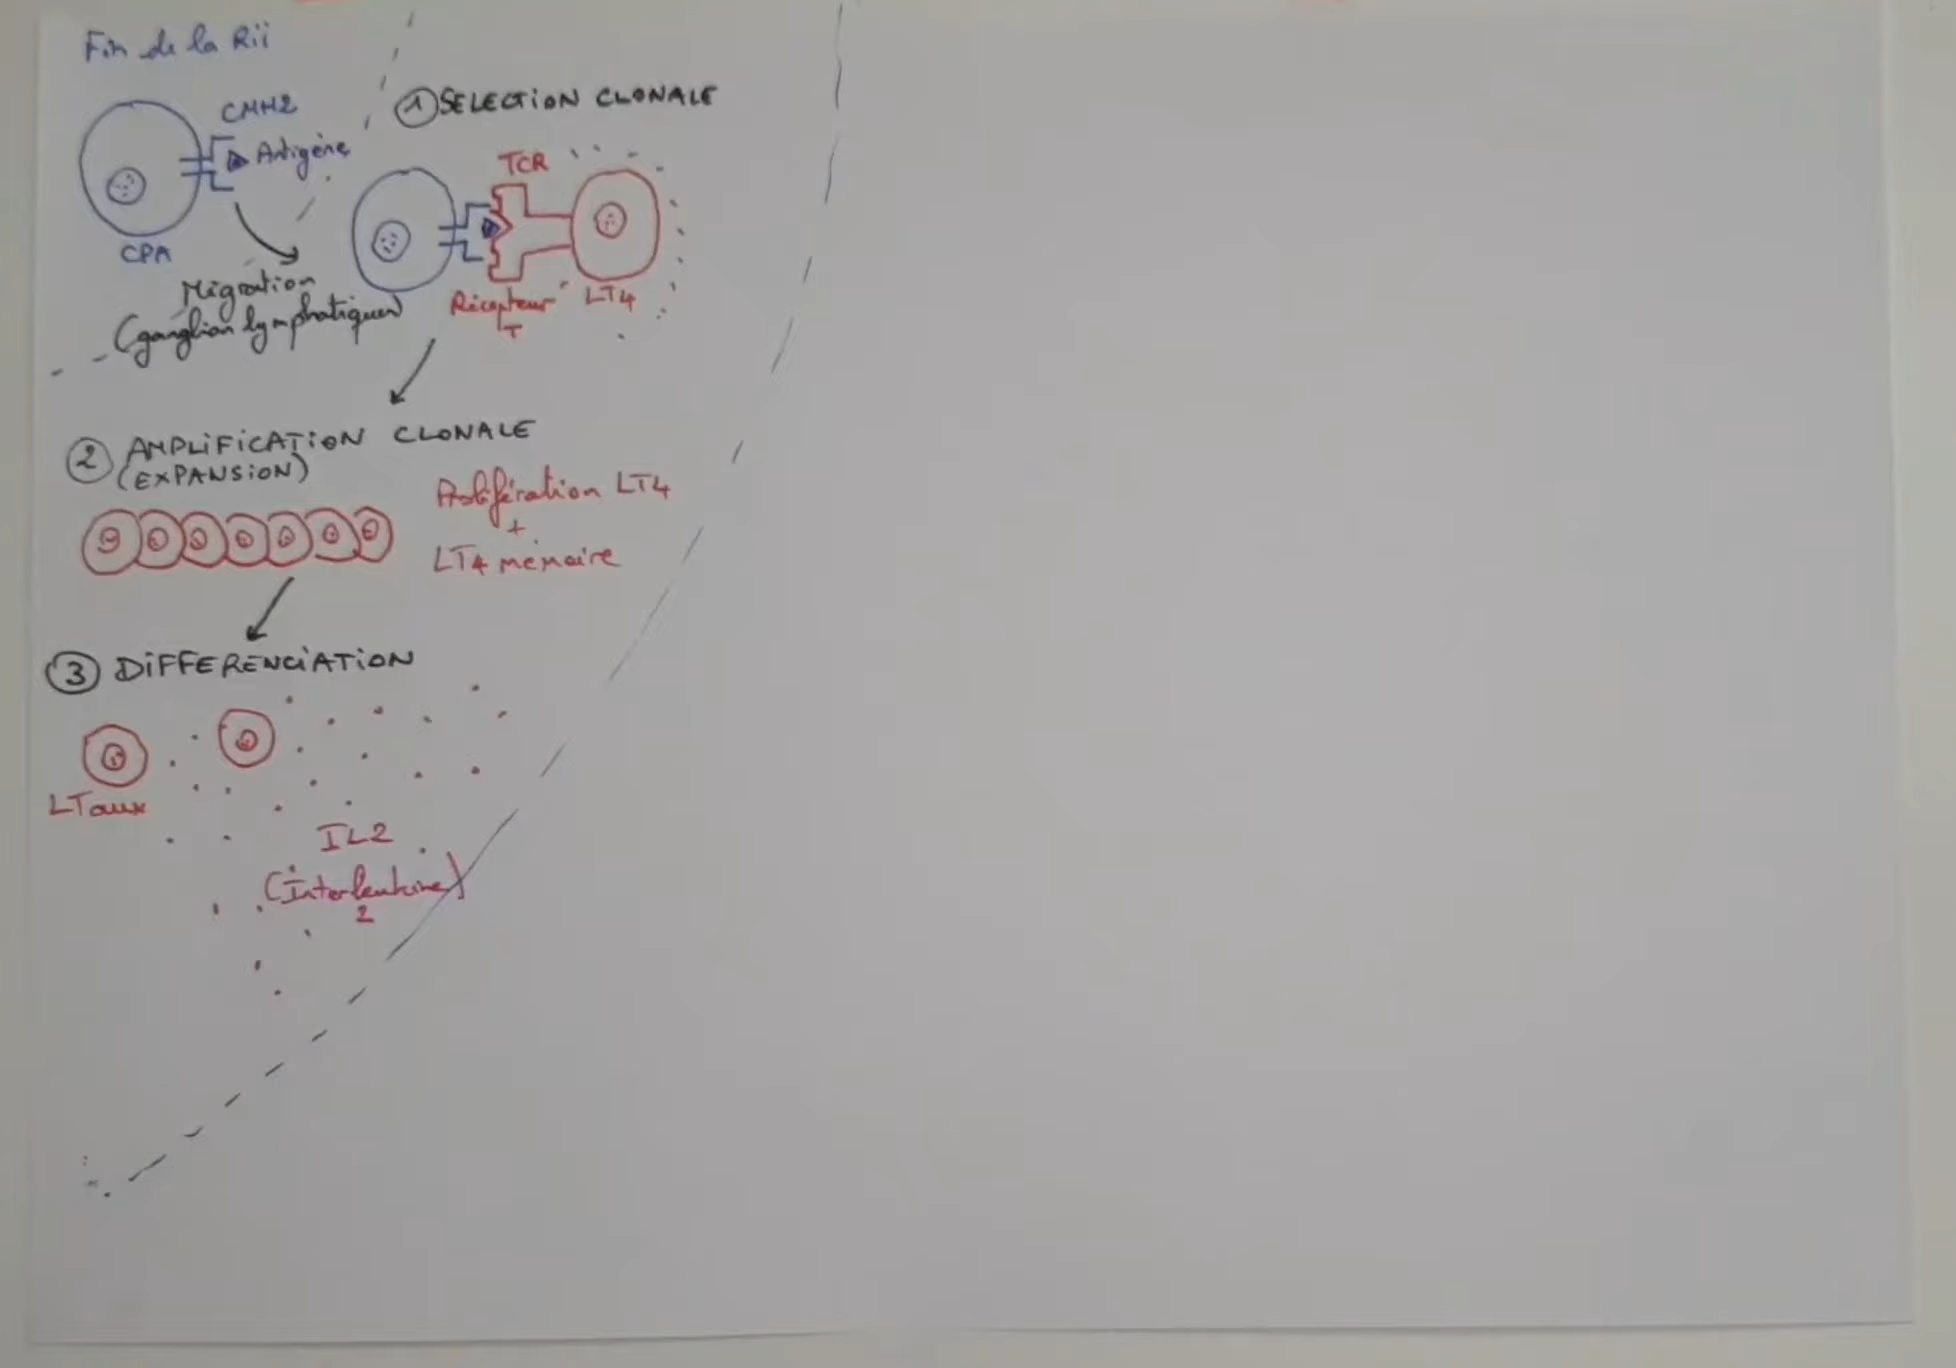 Fin de la Rii
CMH2
Antigène
CPA
Migration
(ganglion lymphatique)
① SELECTION CLONALE
TCR
Récepteur
T
LT4
② AMPLIFICATION CLONALE
(EXPANSION)
Prolifération LT4
+
LT4 mémoire
③ DIFFERENCIATION
LTaux
IL2
(Interleukine)
2